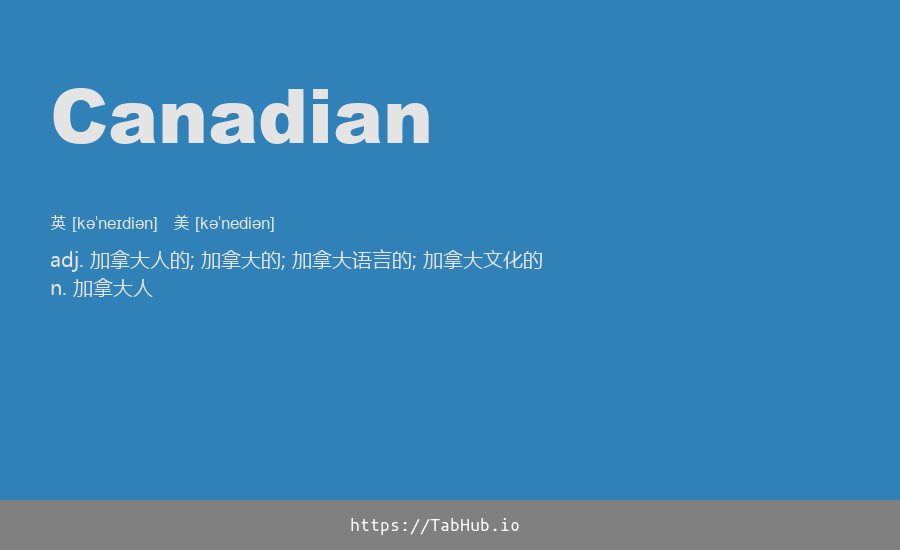 Canadian
英 [kəˈneɪdiən] 美 [kəˈnediən]
adj. 加拿大人的; 加拿大的; 加拿大语言的; 加拿大文化的
n. 加拿大人
https://TabHub.io